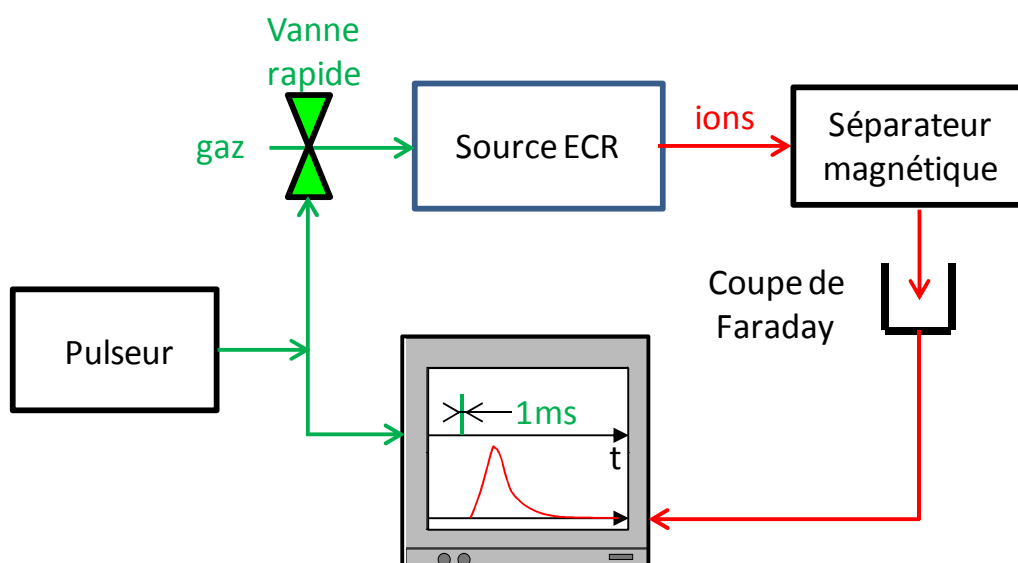 Vanne
rapide
gaz
Source ECR
ions
Séparateur
magnétique
Pulseur
Coupe de
Faraday
1ms
t